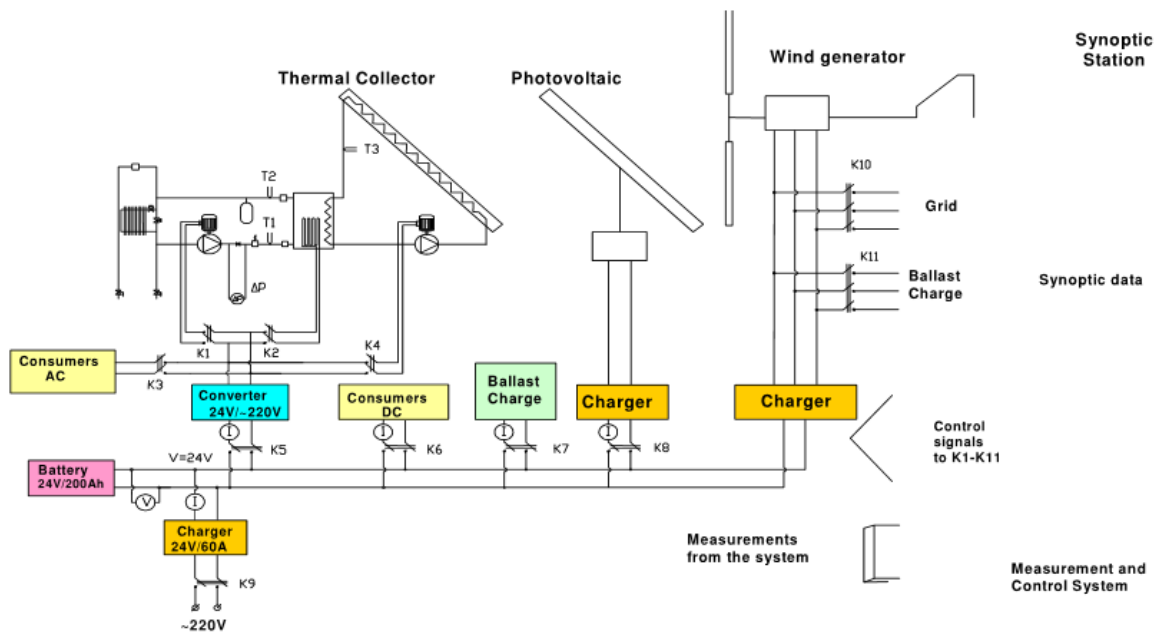 Synoptic
Station
Wind generator
Thermal Collector
Photovoltaic
T3
K10
T2
Grid
T1
K11
ΔP
Ballast
Charge
Synoptic data
K1
K2
K4
Consumers
AC
K3
Ballast
Charge
Converter
24V/~220V
Consumers
DC
Charger
Charger
I
I
I
I
K5
K6
K7
K8
Control
signals
to K1-K11
V=24V
Battery
24V/200Ah
V
I
Charger
24V/60A
Measurements
from the system
K9
Measurement and
Control System
~220V